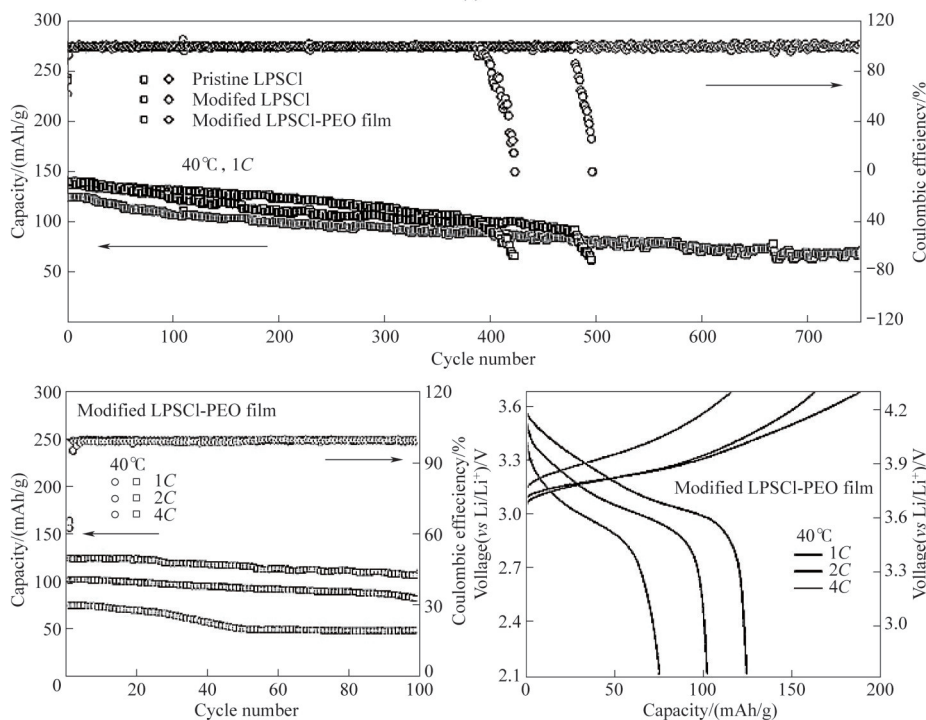 300
250
200
150
100
50
Capacity/(mAh/g)
120
80
40
0
−40
−80
−120
Coulombic effieciency/%
Pristine LPSCl
Modifed LPSCl
Modified LPSCl-PEO film
40℃, 1C
0 100 200 300 400 500 600 700
Cycle number
300
250
200
150
100
50
0
Capacity/(mAh/g)
Modified LPSCl-PEO film
40℃
1C
2C
4C
120
90
60
30
0
Coulombic effieciency/%
0 20 40 60 80 100
Cycle number
3.6
3.3
3.0
2.7
2.4
2.1
Vollage(vs Li/Li+)/V
Modified LPSCl-PEO film
40℃
1C
2C
4C
4.2
3.9
3.6
3.3
3.0
Vollage(vs Li/Li+)/V
0 50 100 150 200
Capacity/(mAh/g)